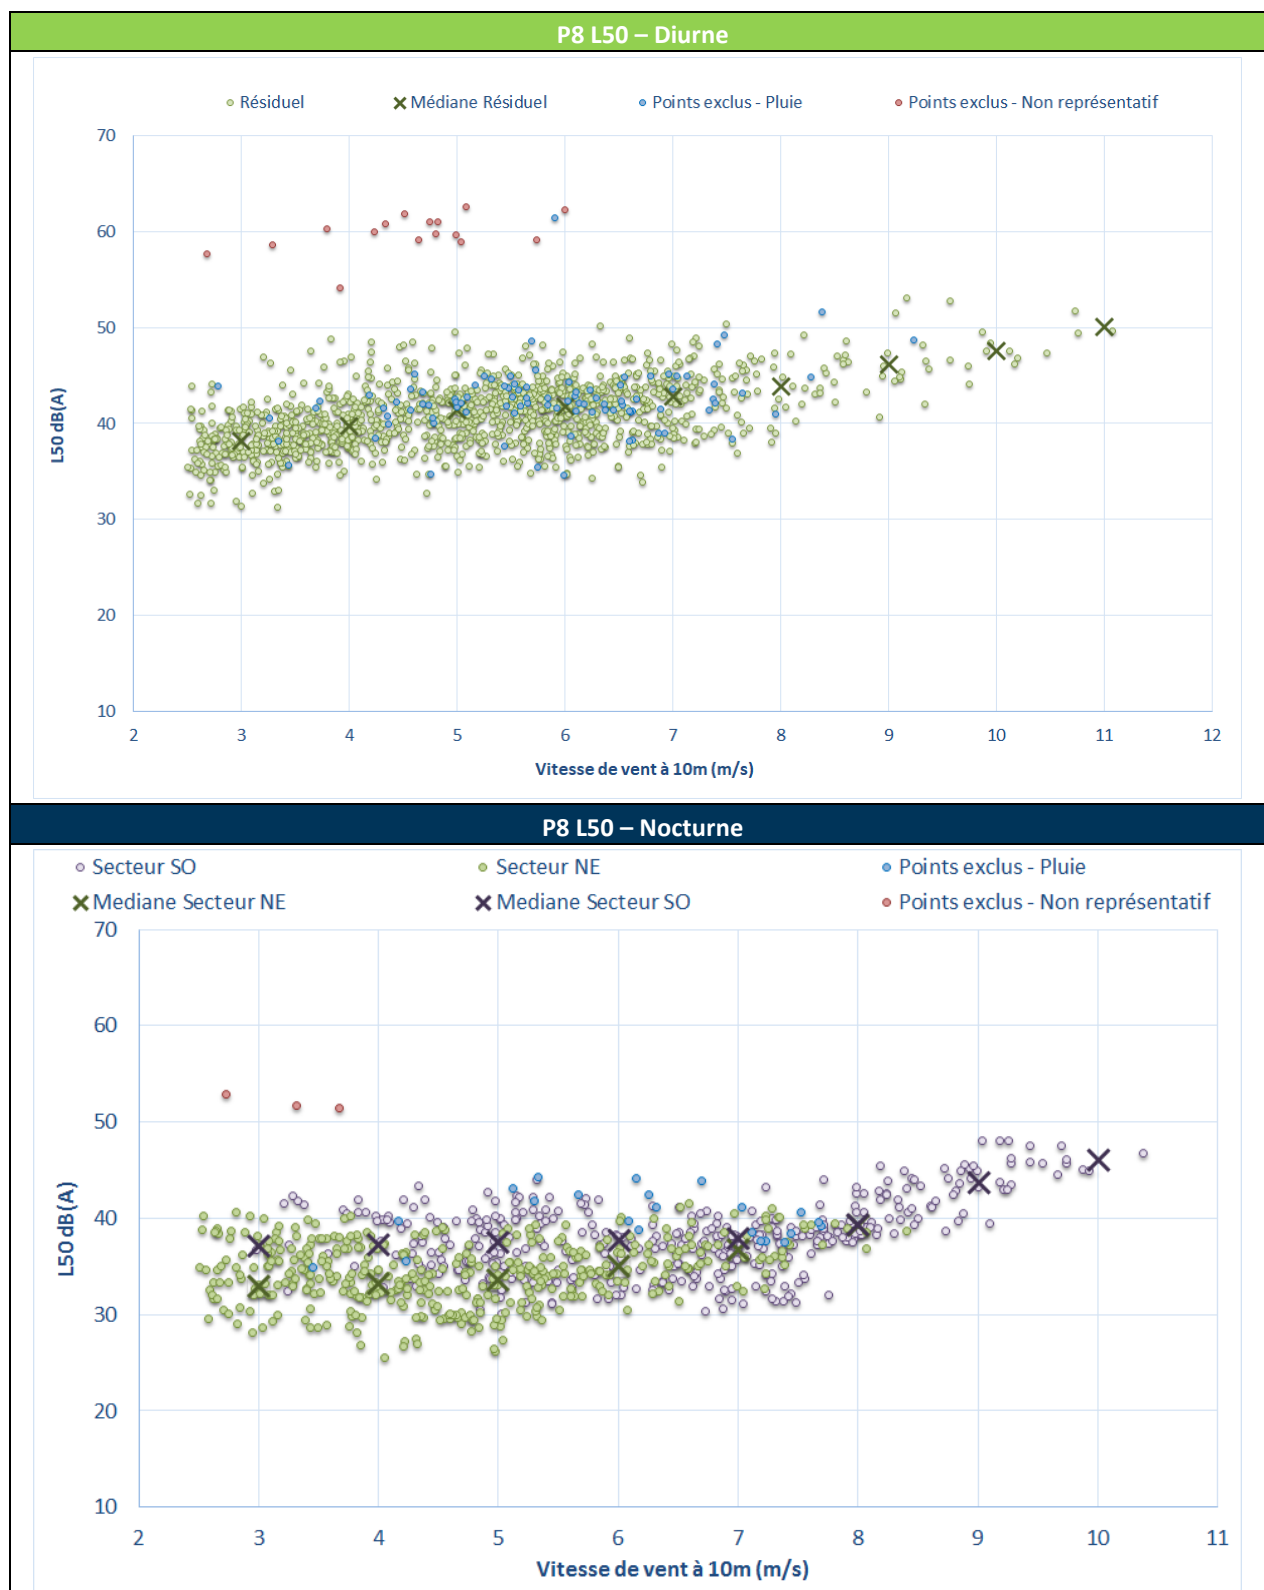 P8 L50 – Diurne
Résiduel Médiane Résiduel Points exclus - Pluie Points exclus - Non représentatif
70
60
50
40
30
20
10
L50 dB(A)
2 3 4 5 6 7 8 9 10 11 12
Vitesse de vent à 10m (m/s)
P8 L50 – Nocturne
Secteur SO Secteur NE Points exclus - Pluie
Mediane Secteur NE Mediane Secteur SO Points exclus - Non représentatif
70
60
50
40
30
20
10
L50 dB(A)
2 3 4 5 6 7 8 9 10 11
Vitesse de vent à 10m (m/s)